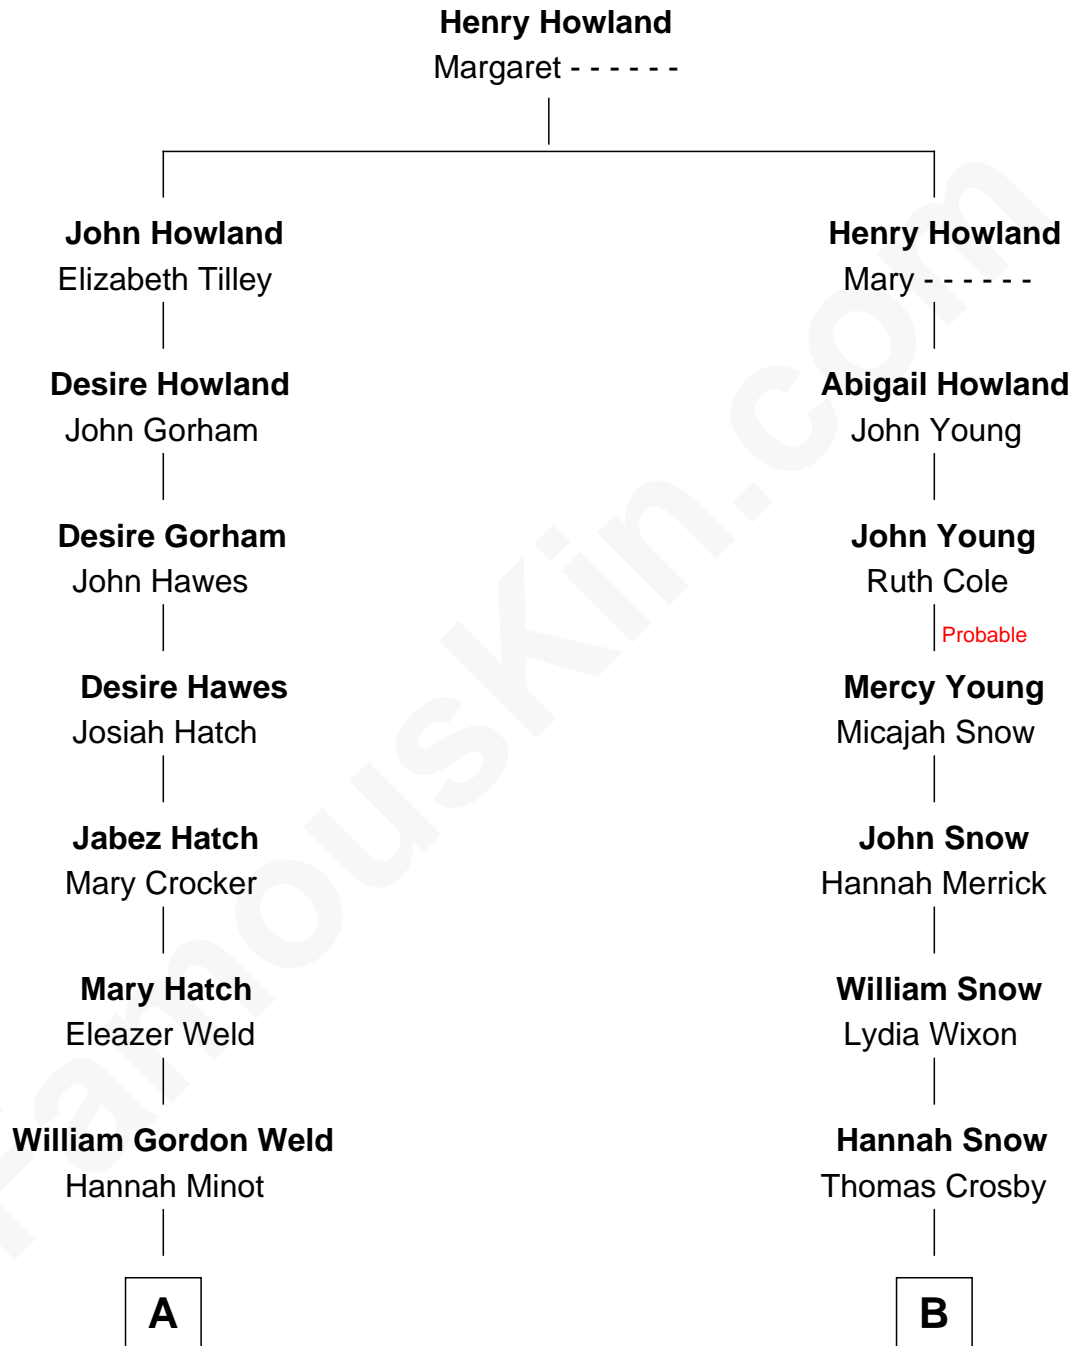 Henry Howland
Margaret - - - - - -
John Howland
Elizabeth Tilley
Henry Howland
Mary - - - - - -
Desire Howland
John Gorham
Abigail Howland
John Young
Desire Gorham
John Hawes
John Young
Ruth Cole
Probable
Desire Hawes
Josiah Hatch
Mercy Young
Micajah Snow
Jabez Hatch
Mary Crocker
John Snow
Hannah Merrick
Mary Hatch
Eleazer Weld
William Snow
Lydia Wixon
William Gordon Weld
Hannah Minot
Hannah Snow
Thomas Crosby
A
B
FamousKin.com